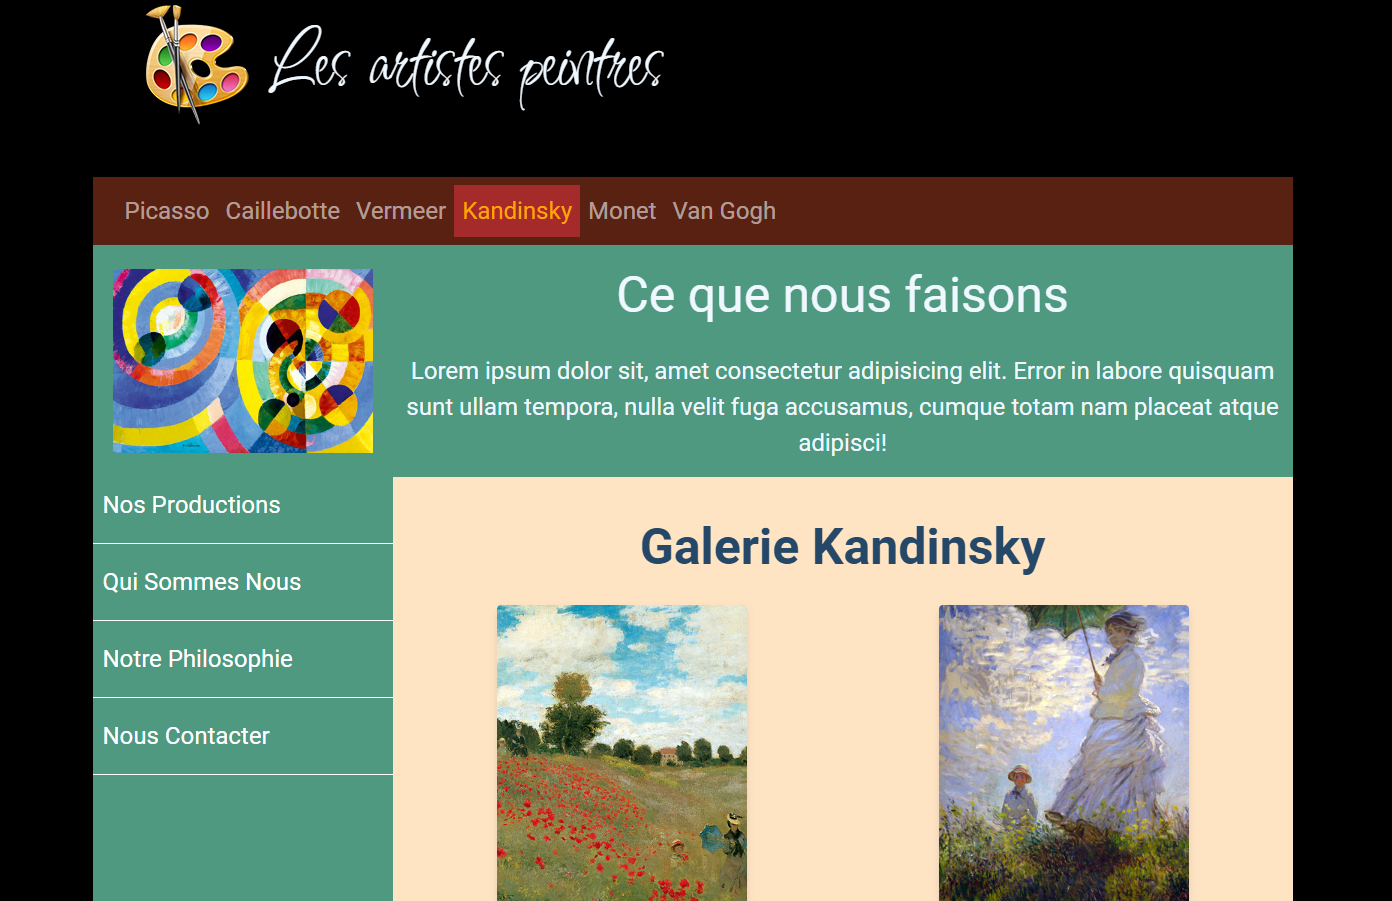 Les artistes peintres
Picasso Caillebotte Vermeer Kandinsky Monet Van Gogh
Ce que nous faisons
Lorem ipsum dolor sit, amet consectetur adipisicing elit. Error in labore quisquam
sunt ullam tempora, nulla velit fuga accusamus, cumque totam nam placeat atque
adipisci!
Nos Productions
Qui Sommes Nous
Notre Philosophie
Nous Contacter
Galerie Kandinsky